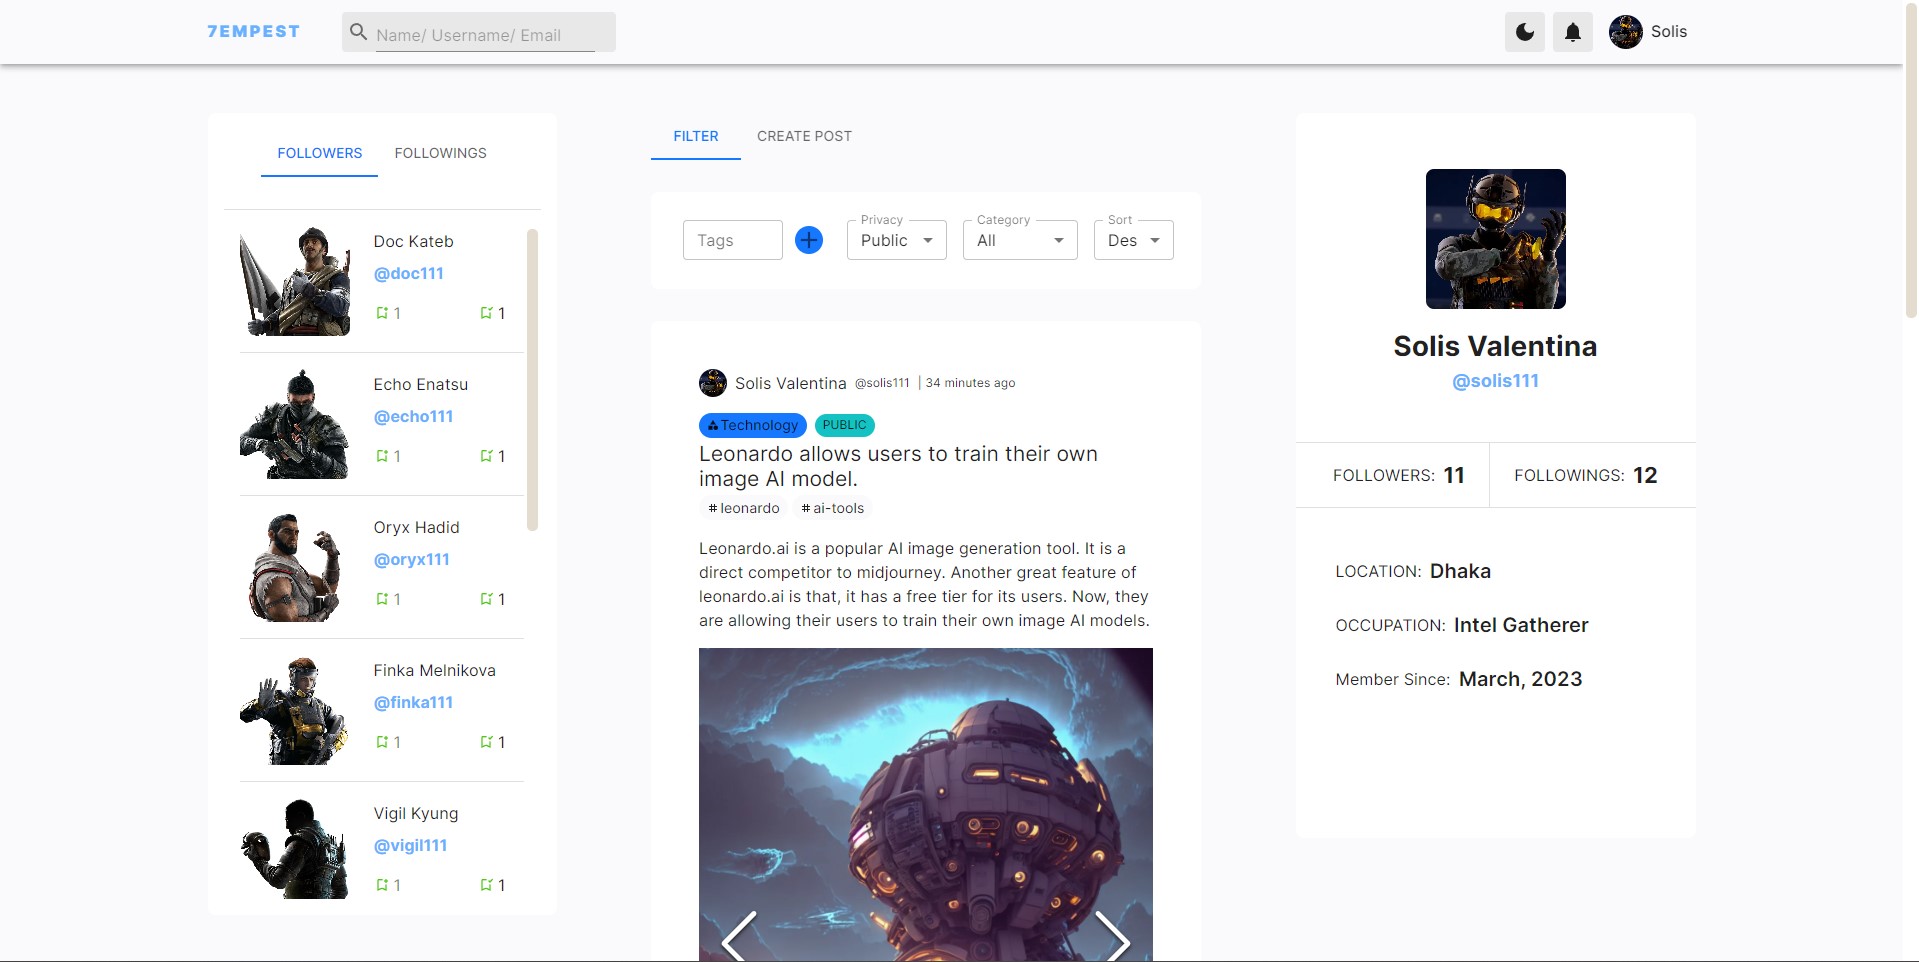 7EMPEST
Name/ Username/ Email
Solis
FOLLOWERS
FOLLOWINGS
Doc Kateb
@doc111
1
1
Echo Enatsu
@echo111
1
1
Oryx Hadid
@oryx111
1
1
Finka Melnikova
@finka111
1
1
Vigil Kyung
@vigil111
1
1
FILTER
CREATE POST
Tags
Privacy
Public
Category
All
Sort
Des
Solis Valentina @solis111 | 34 minutes ago
Technology
PUBLIC
Leonardo allows users to train their own
image AI model.
# leonardo
# ai-tools
Leonardo.ai is a popular AI image generation tool. It is a
direct competitor to midjourney. Another great feature of
leonardo.ai is that, it has a free tier for its users. Now, they
are allowing their users to train their own image AI models.
Solis Valentina
@solis111
FOLLOWERS: 11
FOLLOWINGS: 12
LOCATION: Dhaka
OCCUPATION: Intel Gatherer
Member Since: March, 2023